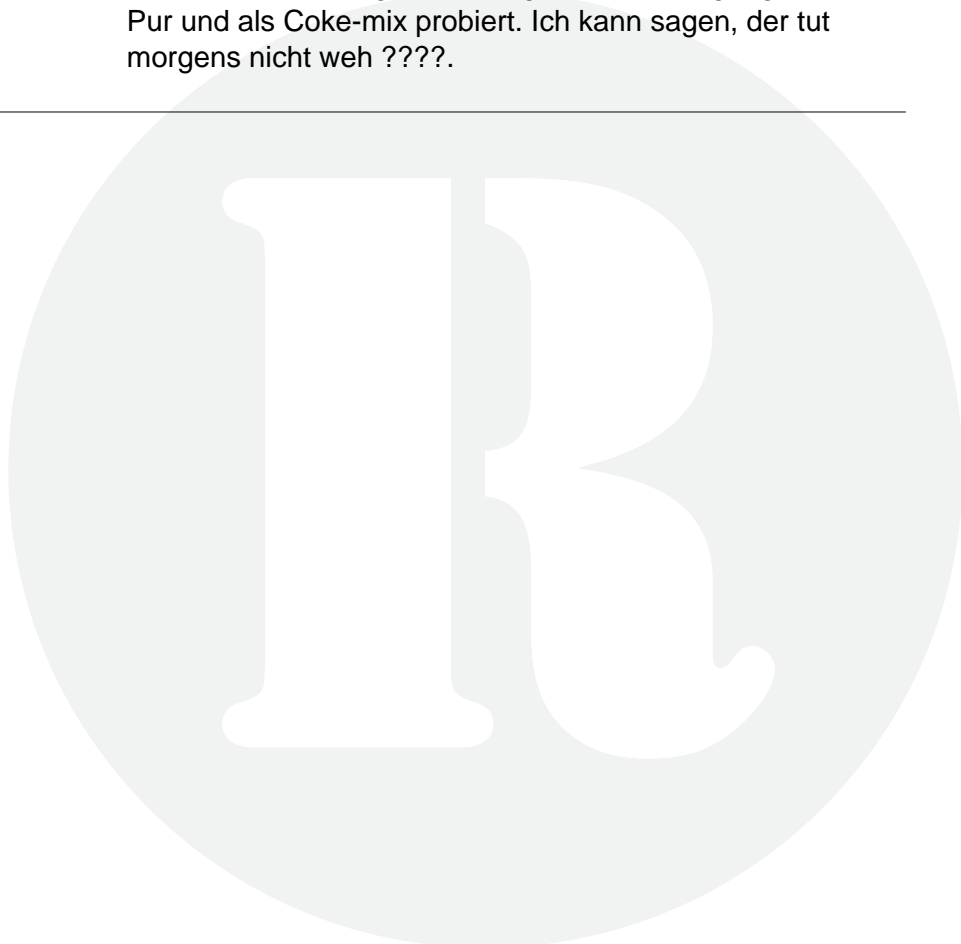 Pur und als Coke-mix probiert. Ich kann sagen, der tut
morgens nicht weh ????.
R